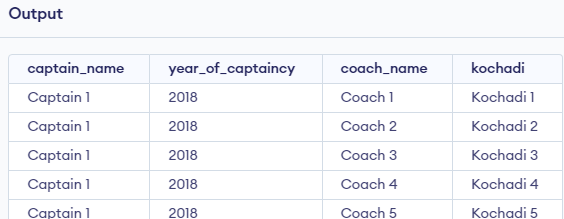 Output
captain_name year_of_captaincy coach_name kochadi
Captain 1 2018 Coach 1 Kochadi 1
Captain 1 2018 Coach 2 Kochadi 2
Captain 1 2018 Coach 3 Kochadi 3
Captain 1 2018 Coach 4 Kochadi 4
Captain 1 2018 Coach 5 Kochadi 5